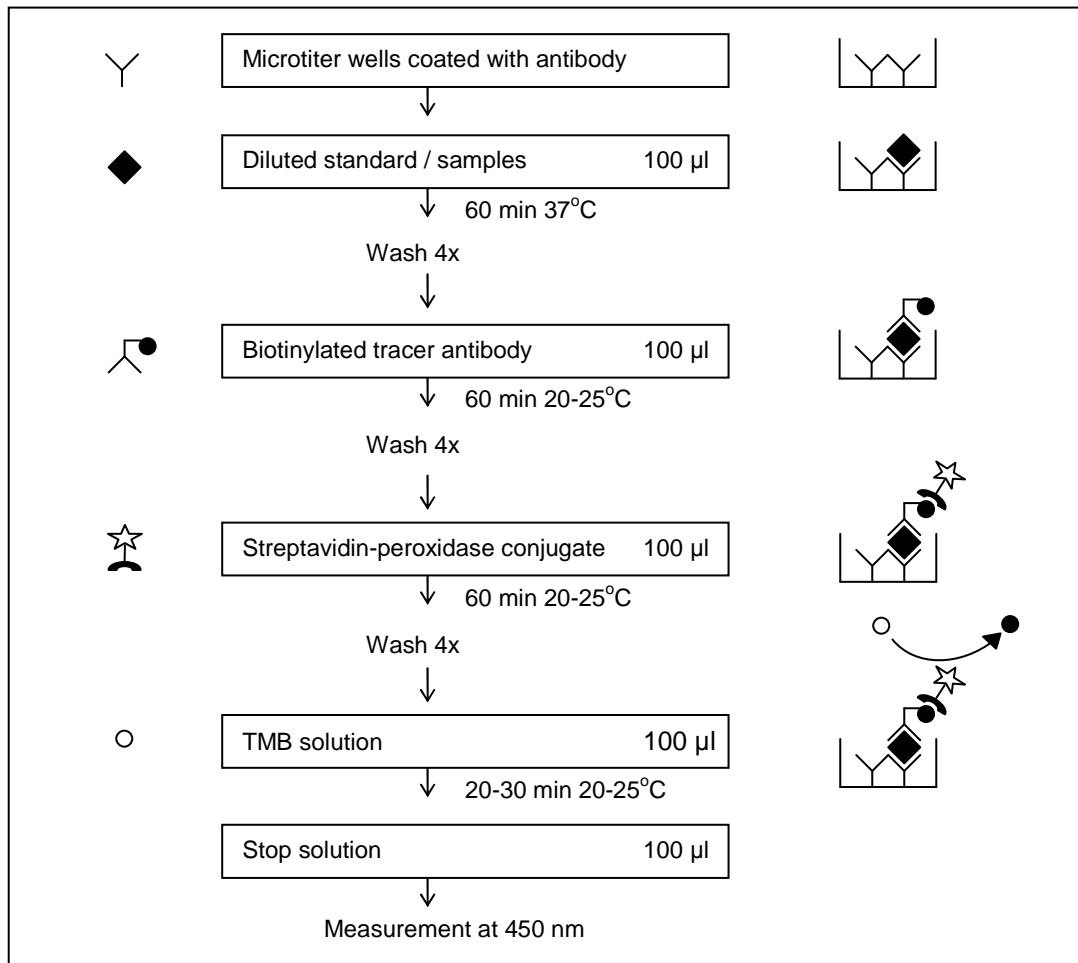 Microtiter wells coated with antibody
Diluted standard / samples 100 µl
60 min 37°C
Wash 4x
Biotinylated tracer antibody 100 µl
60 min 20-25°C
Wash 4x
Streptavidin-peroxidase conjugate 100 µl
60 min 20-25°C
Wash 4x
TMB solution 100 µl
20-30 min 20-25°C
Stop solution 100 µl
Measurement at 450 nm